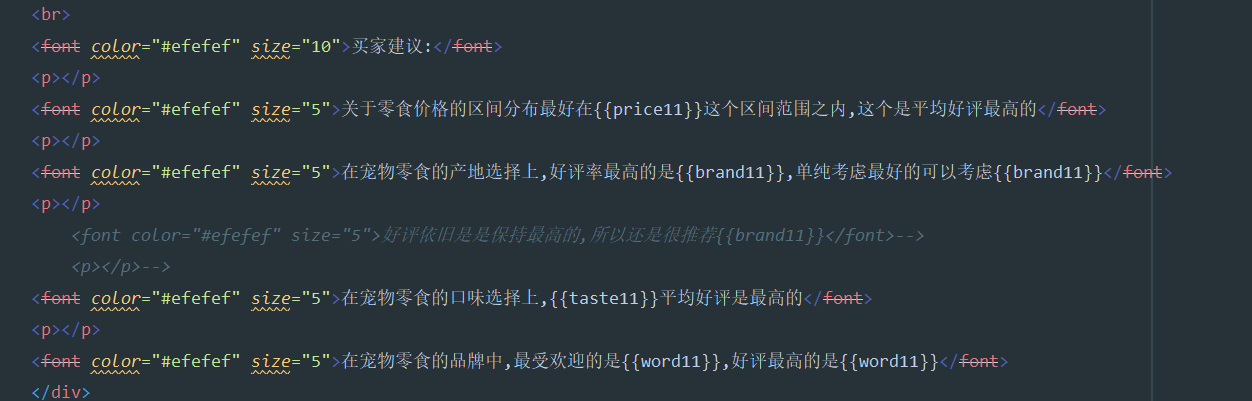 <br>
<font color="#efefef" size="10">买家建议:</font>
<p></p>
<font color="#efefef" size="5">关于零食价格的区间分布最好在{{price11}}这个区间范围之内,这个是平均好评最高的</font>
<p></p>
<font color="#efefef" size="5">在宠物零食的产地选择上,好评率最高的是{{brand11}},单纯考虑最好的可以考虑{{brand11}}</font>
<p></p>
<font color="#efefef" size="5">好评依旧是是保持最高的,所以还是很推荐{{brand11}}</font>-->
<p></p>-->
<font color="#efefef" size="5">在宠物零食的口味选择上,{{taste11}}平均好评是最高的</font>
<p></p>
<font color="#efefef" size="5">在宠物零食的品牌中,最受欢迎的是{{word11}},好评最高的是{{word11}}</font>
</div>